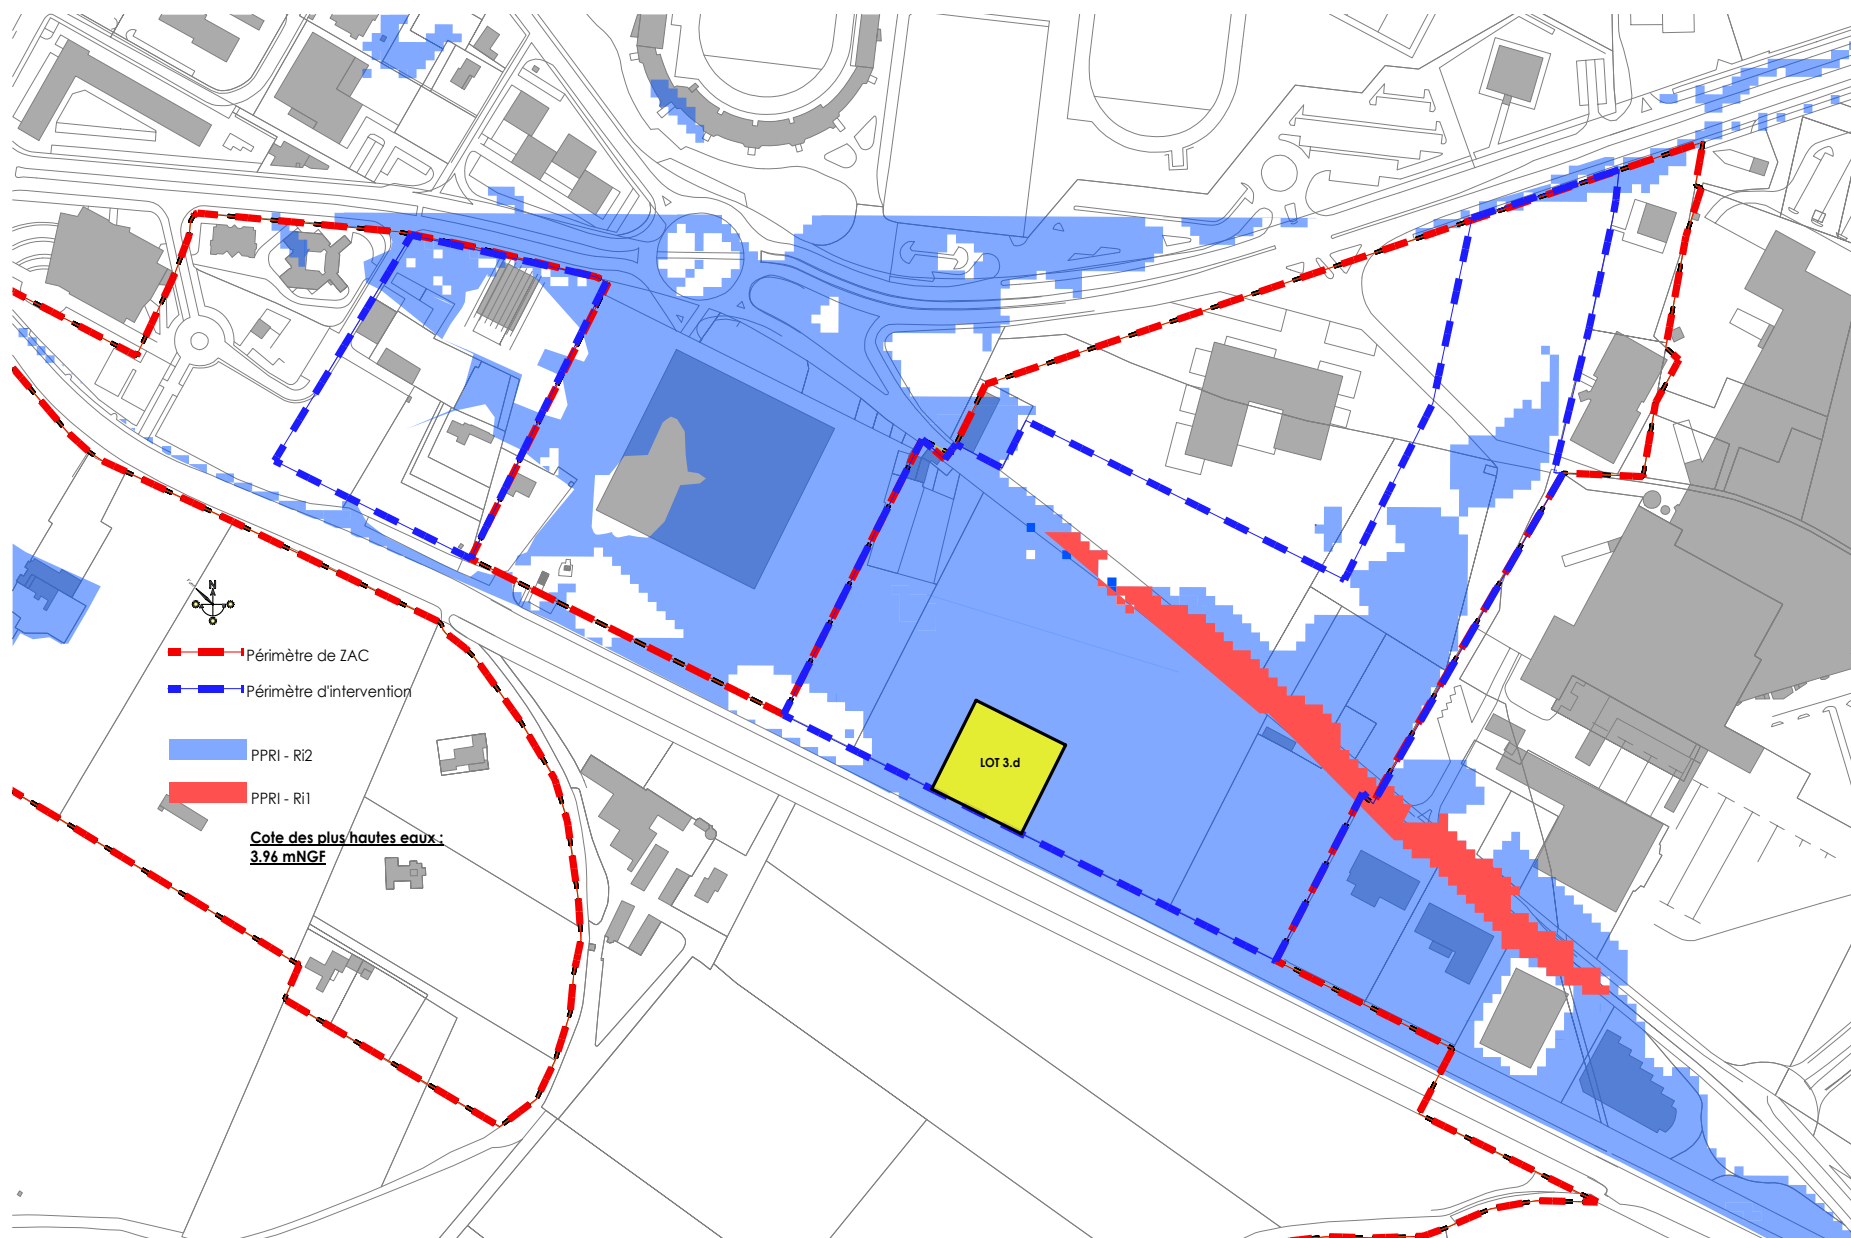 N
Périmètre de ZAC
Périmètre d'intervention
PPRI - Ri2
PPRI - Ri1
Cote des plus hautes eaux :
3.96 mNGF
LOT 3.d